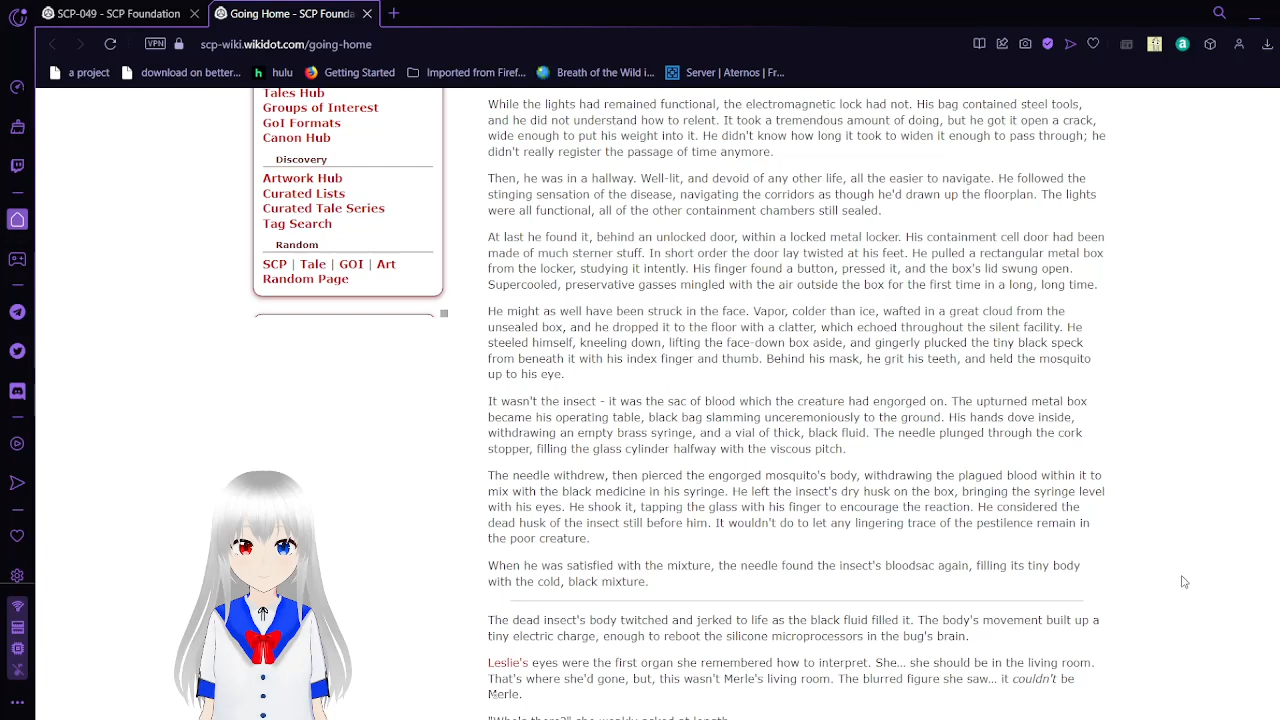 SCP-049 - SCP Foundation
Going Home - SCP Founda
VPN
scp-wiki.wikidot.com/going-home
a project
download on better...
hulu
Getting Started
Imported from Firef...
Breath of the Wild i...
Server | Aternos | Fr...
Tales Hub
Groups of Interest
GoI Formats
Canon Hub
Discovery
Artwork Hub
Curated Lists
Curated Tale Series
Tag Search
Random
SCP | Tale | GOI | Art
Random Page
While the lights had remained functional, the electromagnetic lock had not. His bag contained steel tools,
and he did not understand how to relent. It took a tremendous amount of doing, but he got it open a crack,
wide enough to put his weight into it. He didn't know how long it took to widen it enough to pass through; he
didn't really register the passage of time anymore.
Then, he was in a hallway. Well-lit, and devoid of any other life, all the easier to navigate. He followed the
stinging sensation of the disease, navigating the corridors as though he'd drawn up the floorplan. The lights
were all functional, all of the other containment chambers still sealed.
At last he found it, behind an unlocked door, within a locked metal locker. His containment cell door had been
made of much sterner stuff. In short order the door lay twisted at his feet. He pulled a rectangular metal box
from the locker, studying it intently. His finger found a button, pressed it, and the box's lid swung open.
Supercooled, preservative gasses mingled with the air outside the box for the first time in a long, long time.
He might as well have been struck in the face. Vapor, colder than ice, wafted in a great cloud from the
unsealed box, and he dropped it to the floor with a clatter, which echoed throughout the silent facility. He
steeled himself, kneeling down, lifting the face-down box aside, and gingerly plucked the tiny black speck
from beneath it with his index finger and thumb. Behind his mask, he grit his teeth, and held the mosquito
up to his eye.
It wasn't the insect - it was the sac of blood which the creature had engorged on. The upturned metal box
became his operating table, black bag slamming unceremoniously to the ground. His hands dove inside,
withdrawing an empty brass syringe, and a vial of thick, black fluid. The needle plunged through the cork
stopper, filling the glass cylinder halfway with the viscous pitch.
The needle withdrew, then pierced the engorged mosquito's body, withdrawing the plagued blood within it to
mix with the black medicine in his syringe. He left the insect's dry husk on the box, bringing the syringe level
with his eyes. He shook it, tapping the glass with his finger to encourage the reaction. He considered the
dead husk of the insect still before him. It wouldn't do to let any lingering trace of the pestilence remain in
the poor creature.
When he was satisfied with the mixture, the needle found the insect's bloodsac again, filling its tiny body
with the cold, black mixture.
The dead insect's body twitched and jerked to life as the black fluid filled it. The body's movement built up a
tiny electric charge, enough to reboot the silicone microprocessors in the bug's brain.
Leslie's eyes were the first organ she remembered how to interpret. She... she should be in the living room.
That's where she'd gone, but, this wasn't Merle's living room. The blurred figure she saw... it couldn't be
Merle.
"Who's there?" she weakly asked at length.